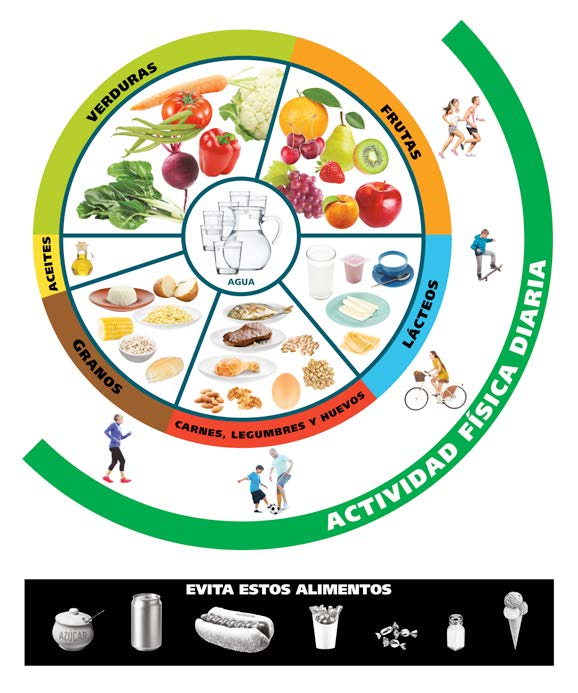 VERDURAS
FRUTAS
ACEITES
AGUA
LÁCTEOS
GRANOS
CARNES, LEGUMBRES Y HUEVOS
ACTIVIDAD FÍSICA DIARIA
EVITA ESTOS ALIMENTOS
AZÚCAR